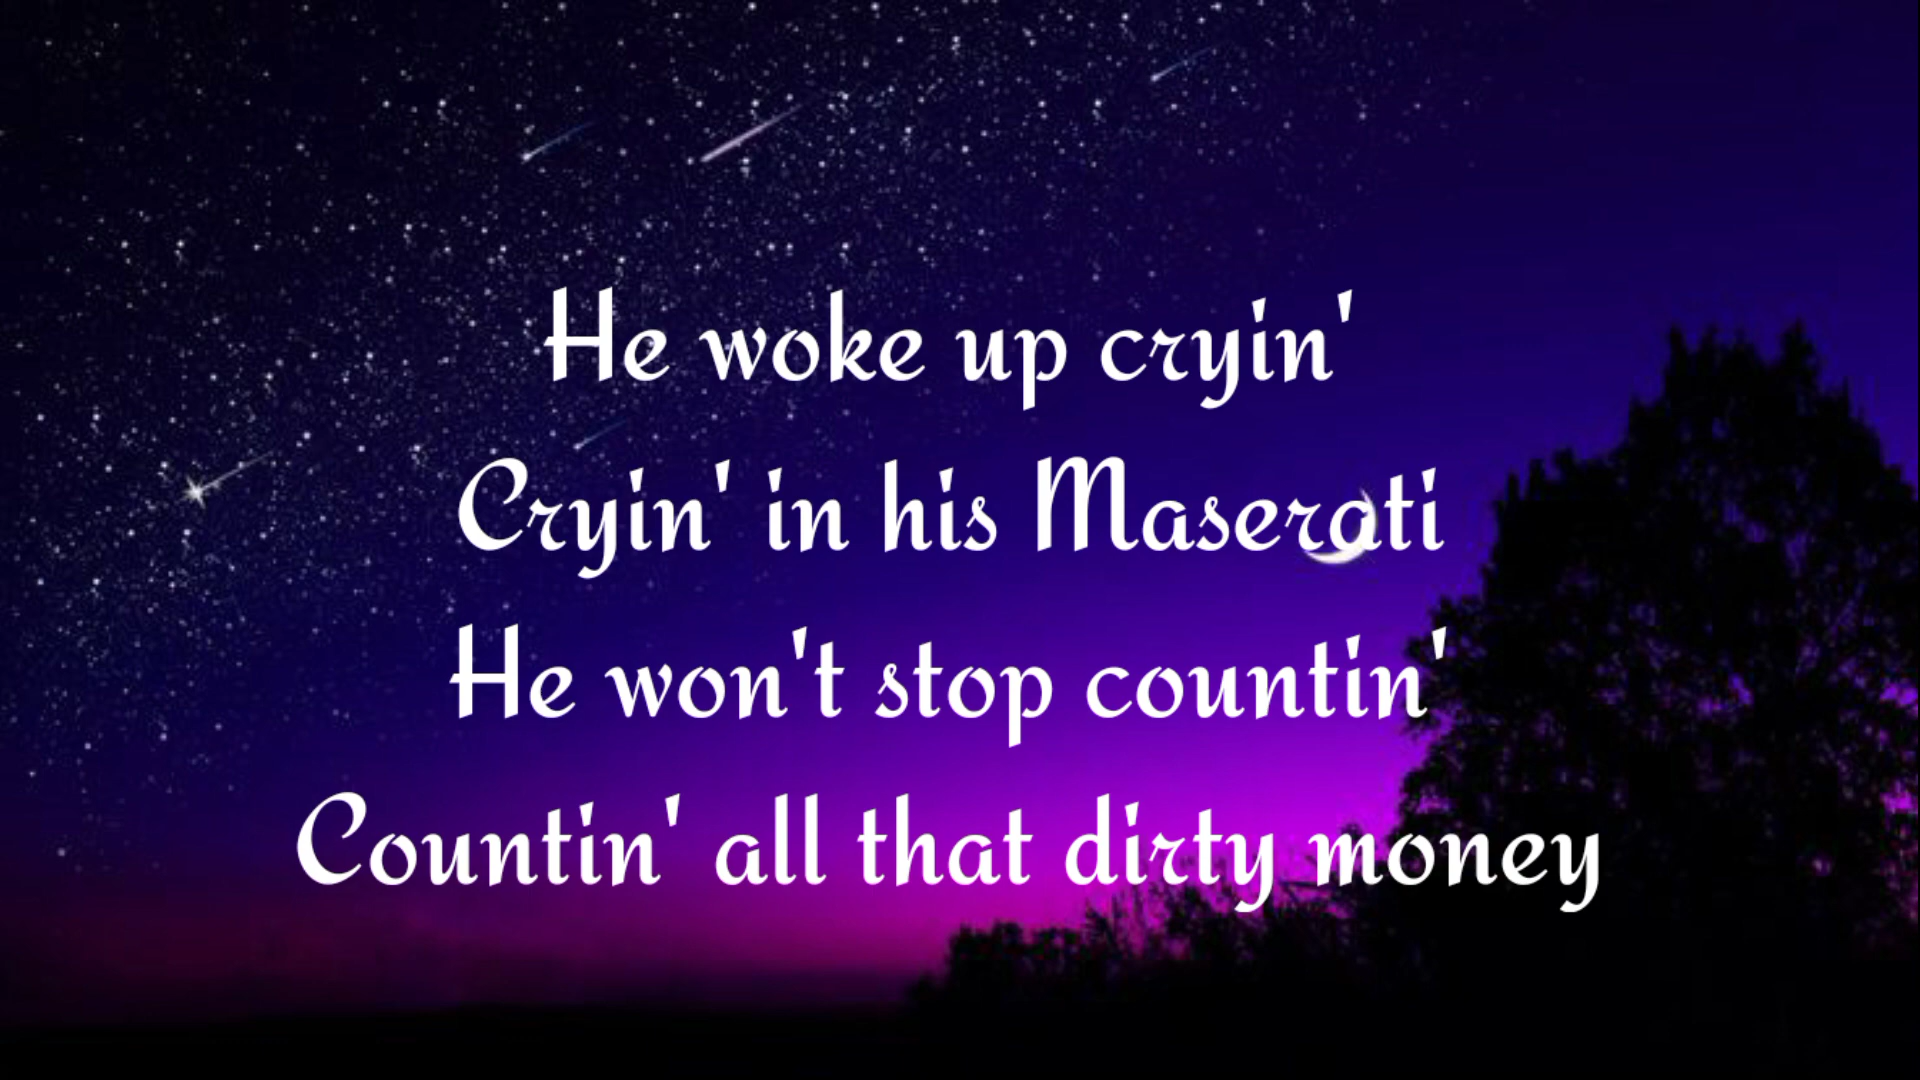 He woke up cryin'
Cryin' in his Maserati
He won't stop countin'
Countin' all that dirty money